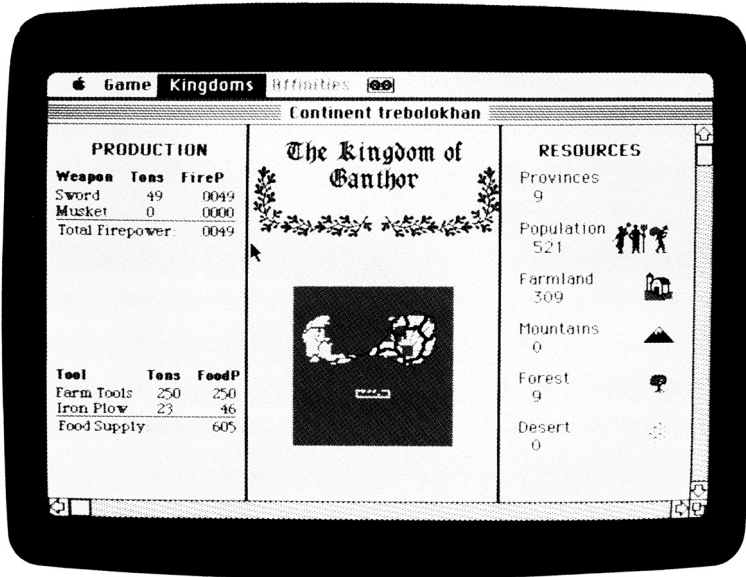 Game Kingdoms Affinities
Continent trebolokhan
PRODUCTION
Weapon Tons FireP
Sword 49 0049
Musket 0 0000
Total Firepower: 0049
Tool Tons FoodP
Farm Tools 250 250
Iron Plow 23 46
Food Supply: 605
The Kingdom of
Ganthor
RESOURCES
Provinces
9
Population
521
Farmland
309
Mountains
0
Forest
9
Desert
0